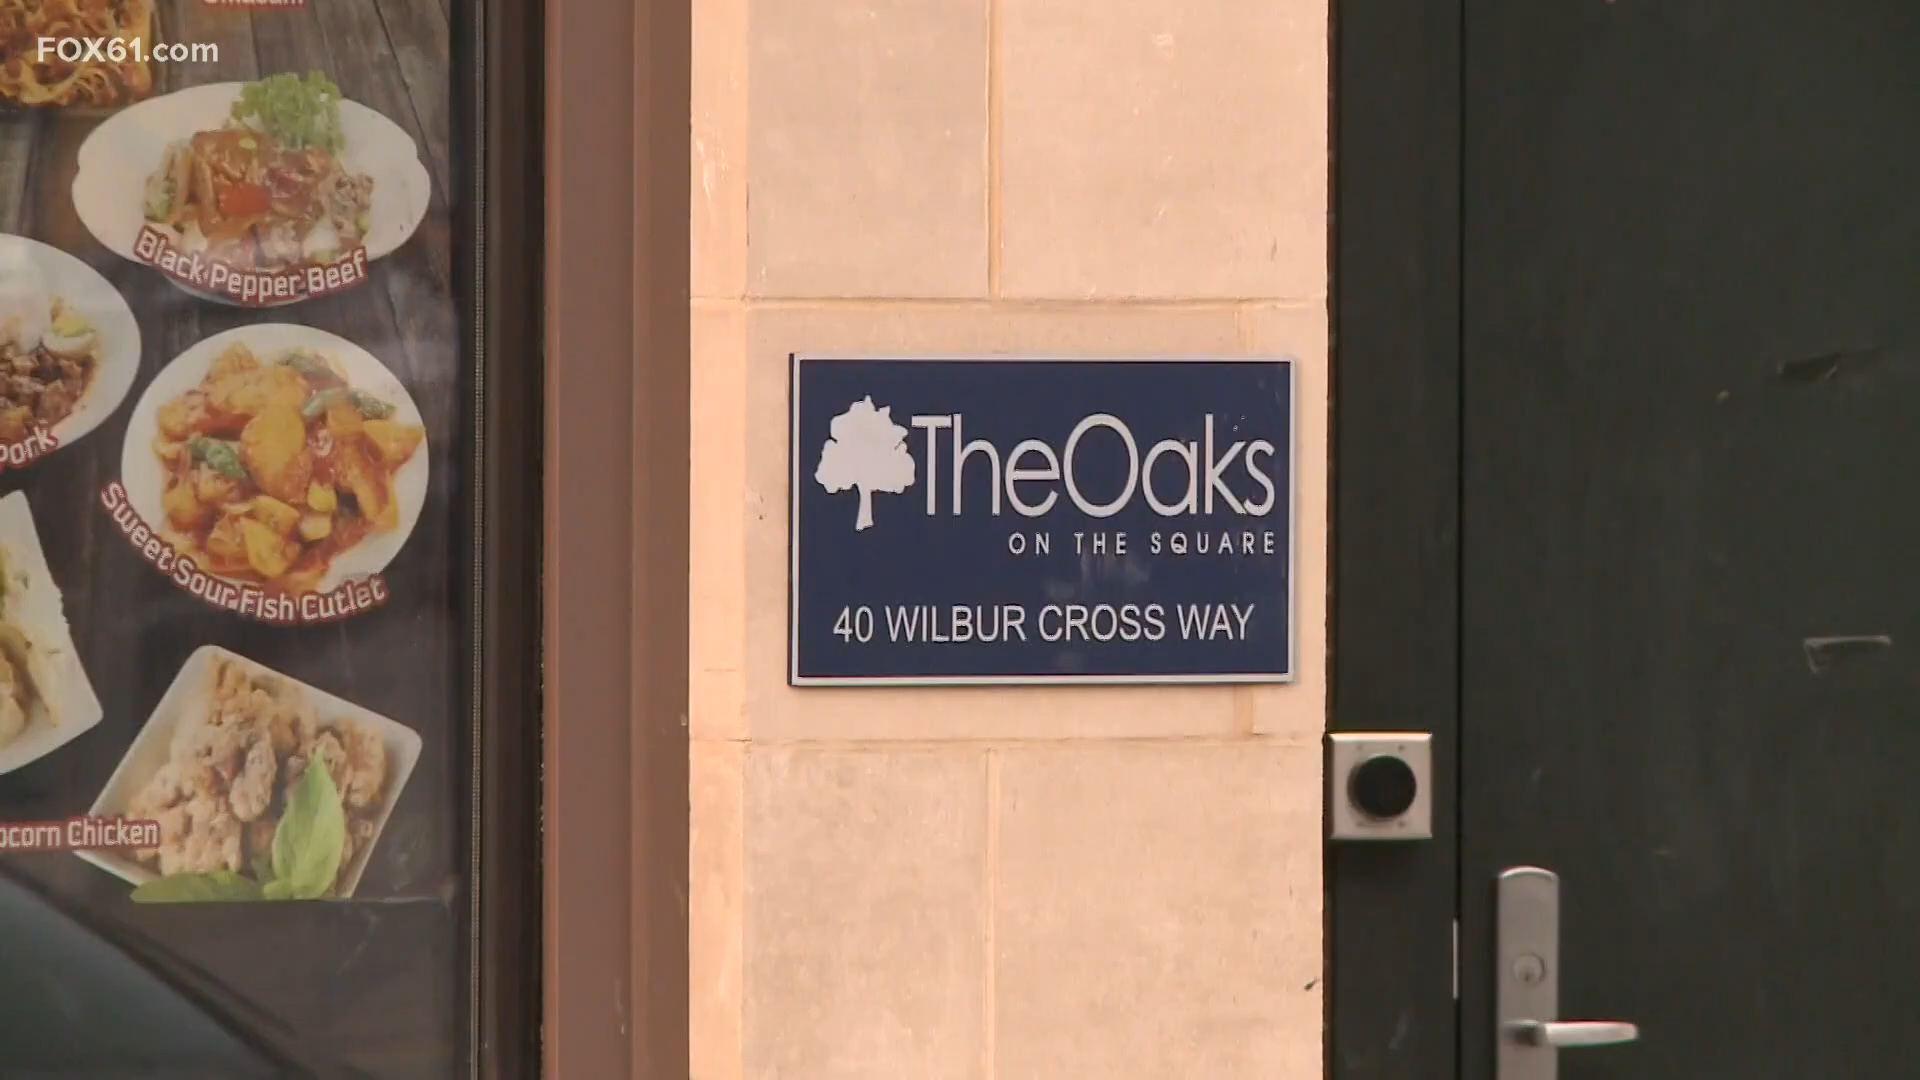 FOX61.com
Black Pepper Beef
Pork
Sweet Sour Fish Cutlet
ocorn Chicken
TheOaks
ON THE SQUARE
40 WILBUR CROSS WAY